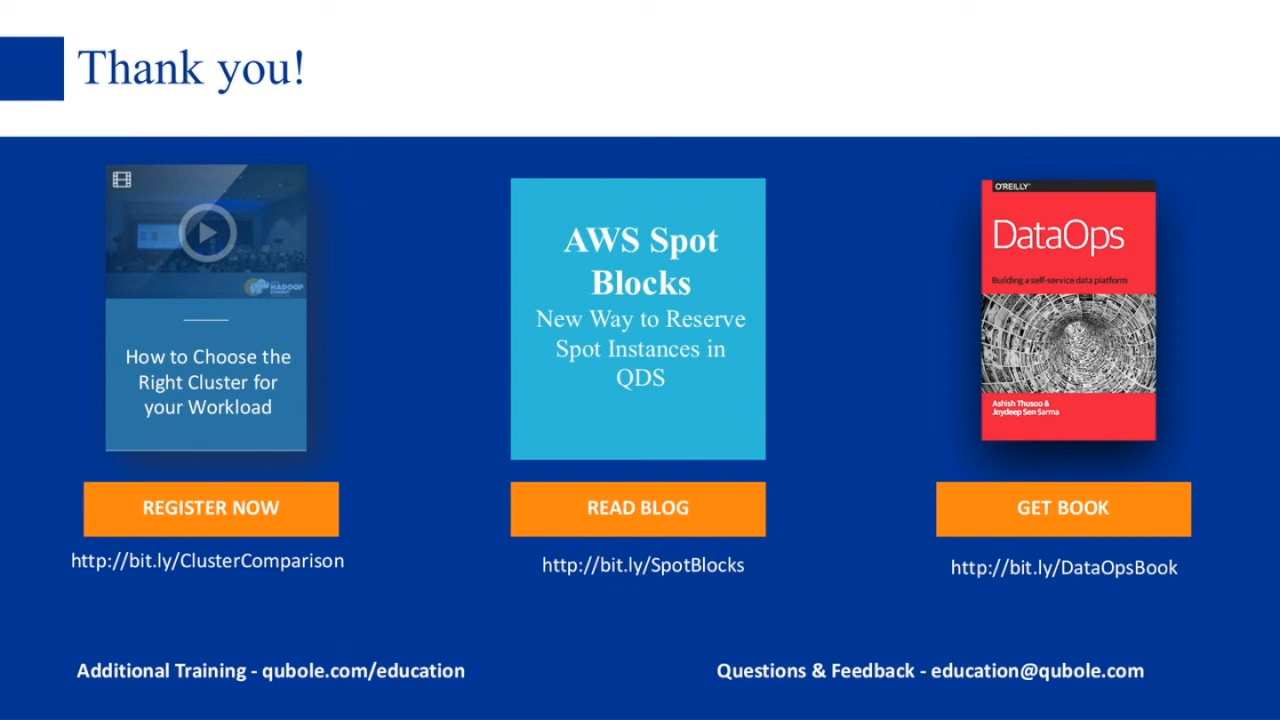 Thank you!
HADOOP
How to Choose the
Right Cluster for
your Workload
REGISTER NOW
http://bit.ly/ClusterComparison
AWS Spot
Blocks
New Way to Reserve
Spot Instances in
QDS
READ BLOG
http://bit.ly/SpotBlocks
O'REILLY
DataOps
Building a self-service data platform
Ashish Thusoo &
Joydeep Sen Sarma
GET BOOK
http://bit.ly/DataOpsBook
Additional Training - qubole.com/education
Questions & Feedback - education@qubole.com